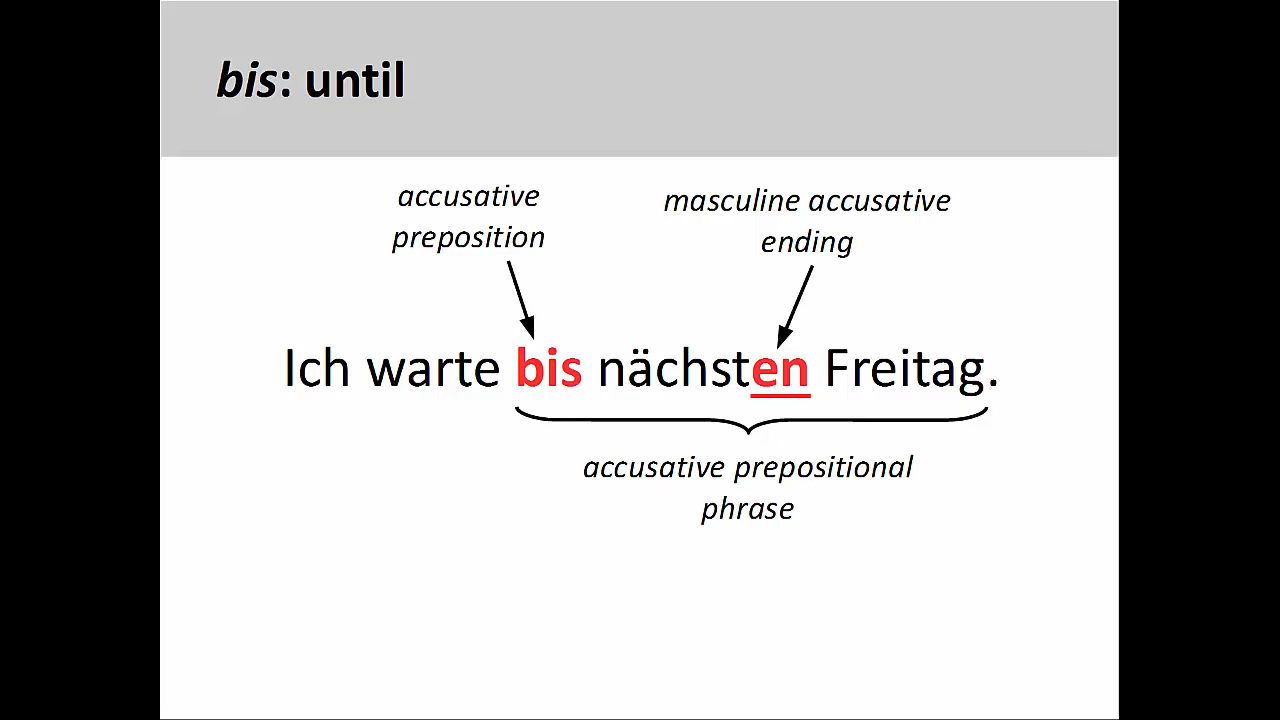 bis: until
accusative
preposition
masculine accusative
ending
Ich warte bis nächsten Freitag.
accusative prepositional
phrase